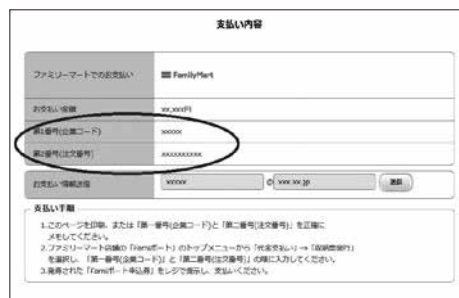 支払い内容
ファミリーマートでのお支払い
FamilyMart
お支払い金額
xx,xxx円
第1番号(企業コード)
xxxxx
第2番号(注文番号)
xxxxxxxxxx
お支払い情報送信
xxxxx
@
xxx.xx.jp
送信
支払い手順
1.このページを印刷、または「第一番号(企業コード)」と「第二番号(注文番号)」を正確に
メモしてください。
2.ファミリーマート店頭の「Famiポート」のトップメニューから「代金支払い」→「収納票発行」
を選択し、「第一番号(企業コード)」と「第二番号(注文番号)」の順に入力してください。
3.発券された「Famiポート申込券」をレジで提示し、支払いください。